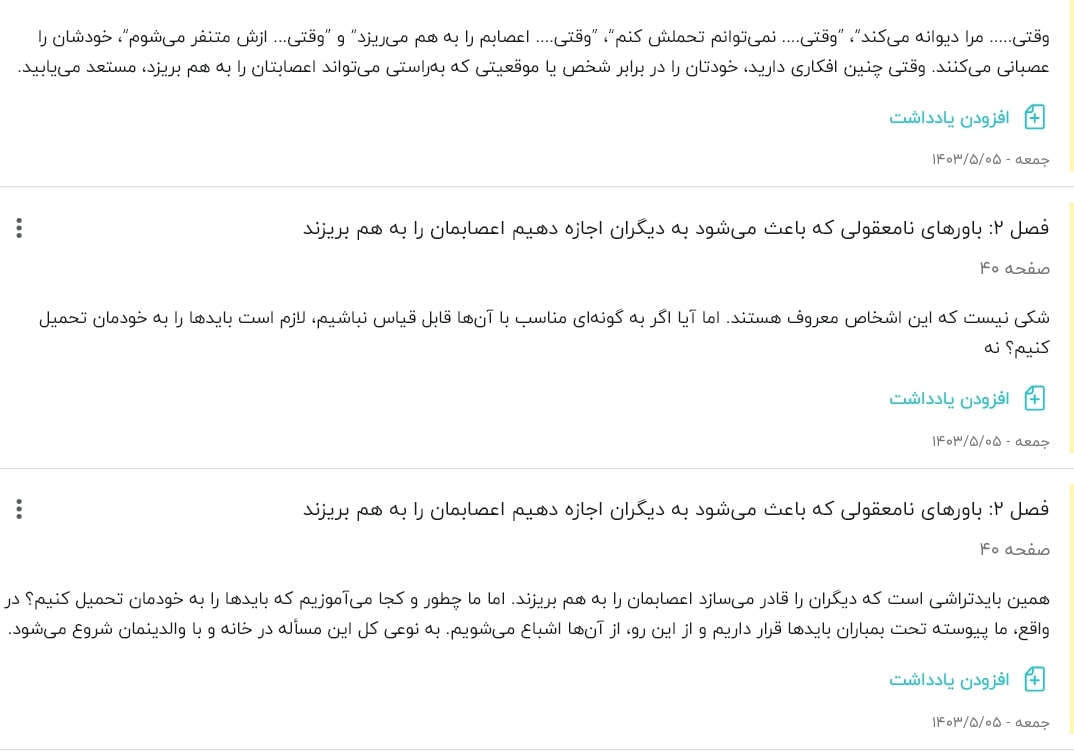 وقتی..... مرا دیوانه می‌کند“، ”وقتی.... نمی‌توانم تحملش کنم“، ”وقتی.... اعصابم را به هم می‌ریزد“ و ”وقتی... ازش متنفر می‌شوم“، خودشان را
عصبانی می‌کنند. وقتی چنین افکاری دارید، خودتان را در برابر شخص یا موقعیتی که به‌راستی می‌تواند اعصابتان را به هم بریزد، مستعد می‌یابید.
افزودن یادداشت
جمعه - ۱۴۰۳/۵/۰۵
فصل ۲: باورهای نامعقولی که باعث می‌شود به دیگران اجازه دهیم اعصابمان را به هم بریزند
صفحه ۴۰
شکی نیست که این اشخاص معروف هستند. اما آیا اگر به گونه‌ای مناسب با آن‌ها قابل قیاس نباشیم، لازم است بایدها را به خودمان تحمیل
کنیم؟ نه
افزودن یادداشت
جمعه - ۱۴۰۳/۵/۰۵
فصل ۲: باورهای نامعقولی که باعث می‌شود به دیگران اجازه دهیم اعصابمان را به هم بریزند
صفحه ۴۰
همین بایدتراشی است که دیگران را قادر می‌سازد اعصابمان را به هم بریزند. اما ما چطور و کجا می‌آموزیم که بایدها را به خودمان تحمیل کنیم؟ در
واقع، ما پیوسته تحت بمباران بایدها قرار داریم و از این رو، از آن‌ها اشباع می‌شویم. به نوعی کل این مسأله در خانه و با والدینمان شروع می‌شود.
افزودن یادداشت
جمعه - ۱۴۰۳/۵/۰۵